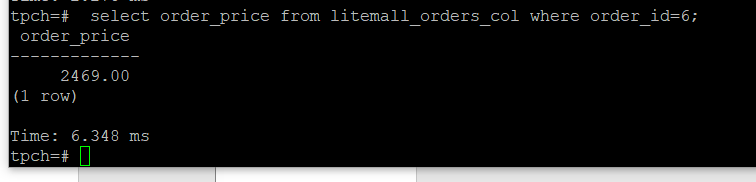 tpch=#  select order_price from litemall_orders_col where order_id=6;
 order_price
-------------
     2469.00
(1 row)

Time: 6.348 ms
tpch=#